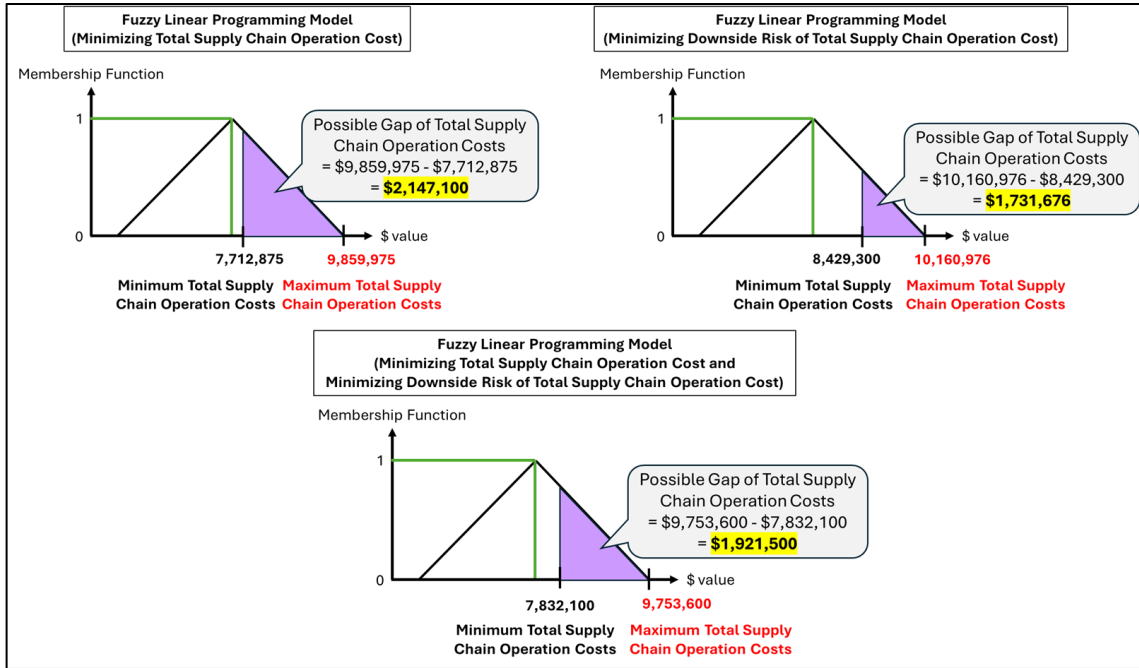 Fuzzy Linear Programming Model
(Minimizing Total Supply Chain Operation Cost)
Membership Function
1
0
Possible Gap of Total Supply
Chain Operation Costs
= $9,859,975 - $7,712,875
= $2,147,100
$ value
7,712,875
9,859,975
Minimum Total Supply
Chain Operation Costs
Maximum Total Supply
Chain Operation Costs
Fuzzy Linear Programming Model
(Minimizing Downside Risk of Total Supply Chain Operation Cost)
Membership Function
1
0
Possible Gap of Total Supply
Chain Operation Costs
= $10,160,976 - $8,429,300
= $1,731,676
$ value
8,429,300
10,160,976
Minimum Total Supply
Chain Operation Costs
Maximum Total Supply
Chain Operation Costs
Fuzzy Linear Programming Model
(Minimizing Total Supply Chain Operation Cost and
Minimizing Downside Risk of Total Supply Chain Operation Cost)
Membership Function
1
0
Possible Gap of Total Supply
Chain Operation Costs
= $9,753,600 - $7,832,100
= $1,921,500
$ value
7,832,100
9,753,600
Minimum Total Supply
Chain Operation Costs
Maximum Total Supply
Chain Operation Costs